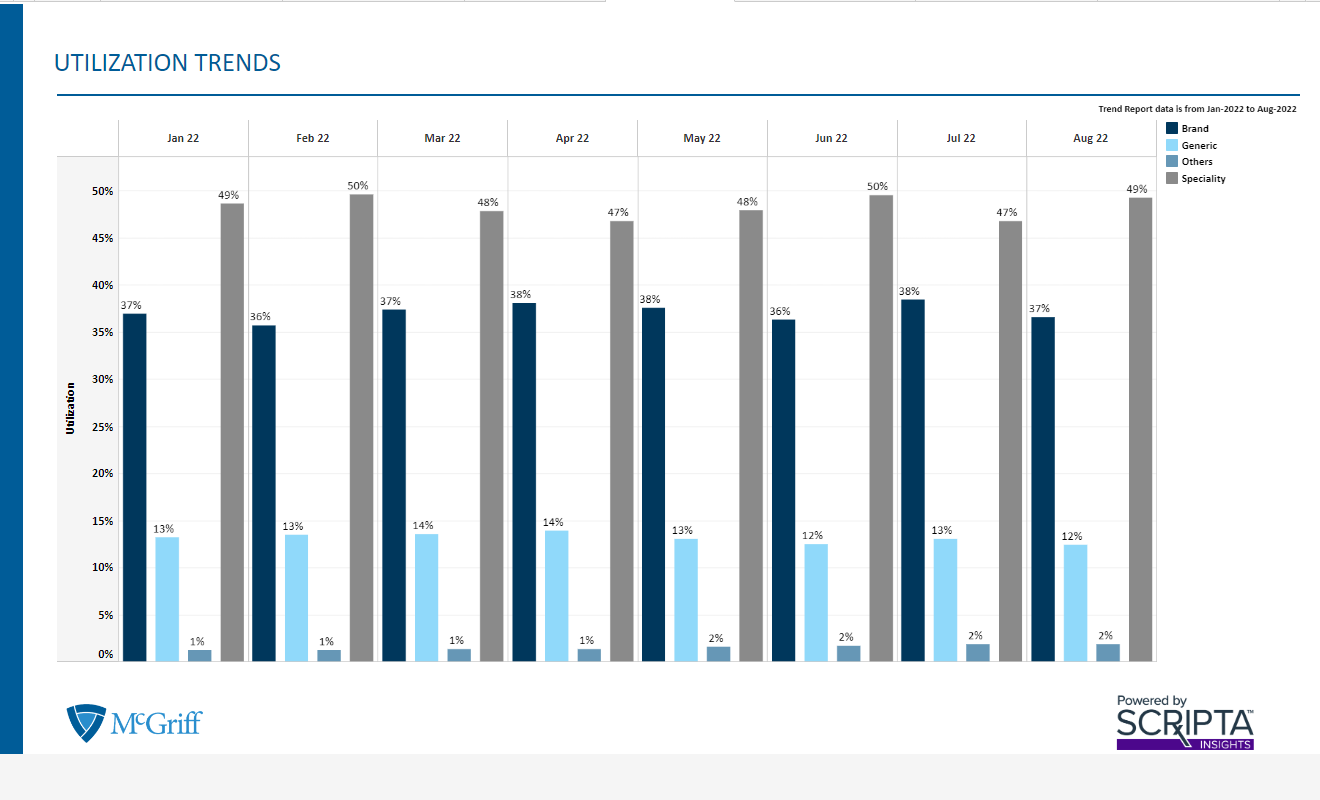 UTILIZATION TRENDS
Trend Report data is from Jan-2022 to Aug-2022
Jan 22 Feb 22 Mar 22 Apr 22 May 22 Jun 22 Jul 22 Aug 22
Brand
Generic
Others
Speciality
Utilization
50%
45%
40%
35%
30%
25%
20%
15%
10%
5%
0%
37% 13% 1% 49%
36% 13% 1% 50%
37% 14% 1% 48%
38% 14% 1% 47%
38% 13% 2% 48%
36% 12% 2% 50%
38% 13% 2% 47%
37% 12% 2% 49%
McGriff
Powered by
SCRIPTA™
INSIGHTS